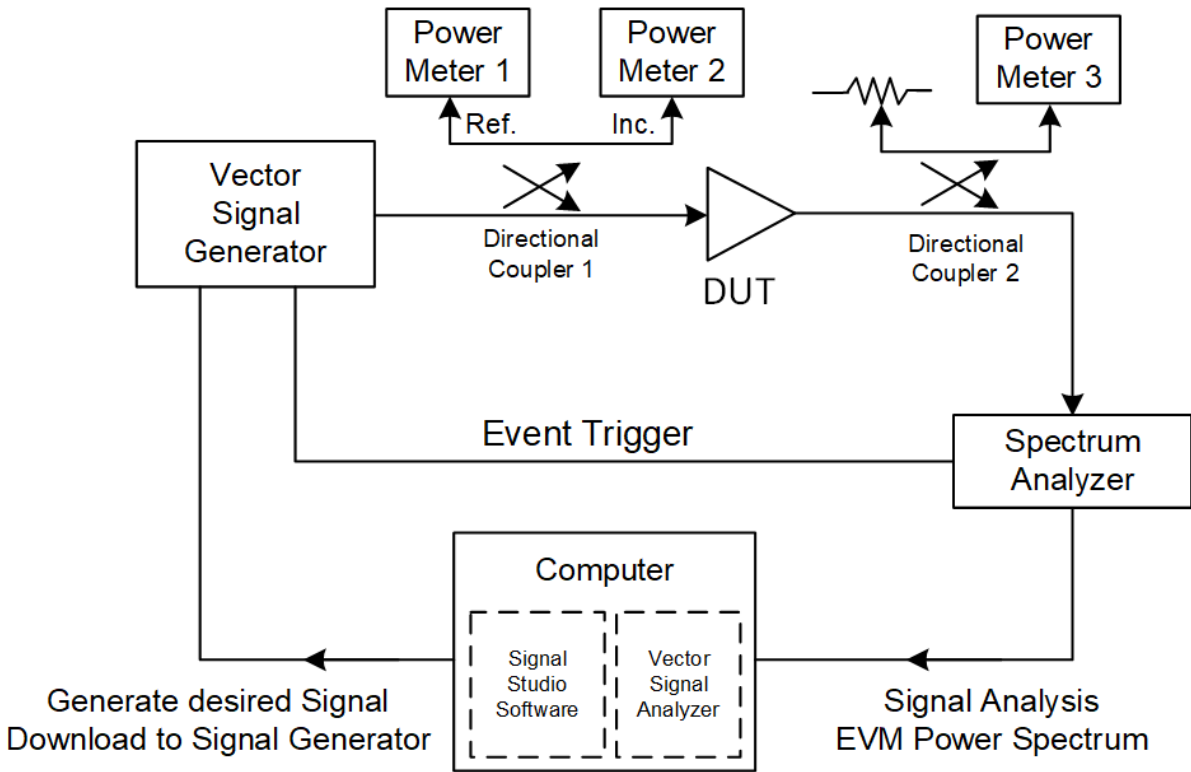 Power
Meter 1
Power
Meter 2
Power
Meter 3
Ref.
Inc.
Vector
Signal
Generator
Directional
Coupler 1
DUT
Directional
Coupler 2
Event Trigger
Spectrum
Analyzer
Computer
Signal
Studio
Software
Vector
Signal
Analyzer
Generate desired Signal
Download to Signal Generator
Signal Analysis
EVM Power Spectrum